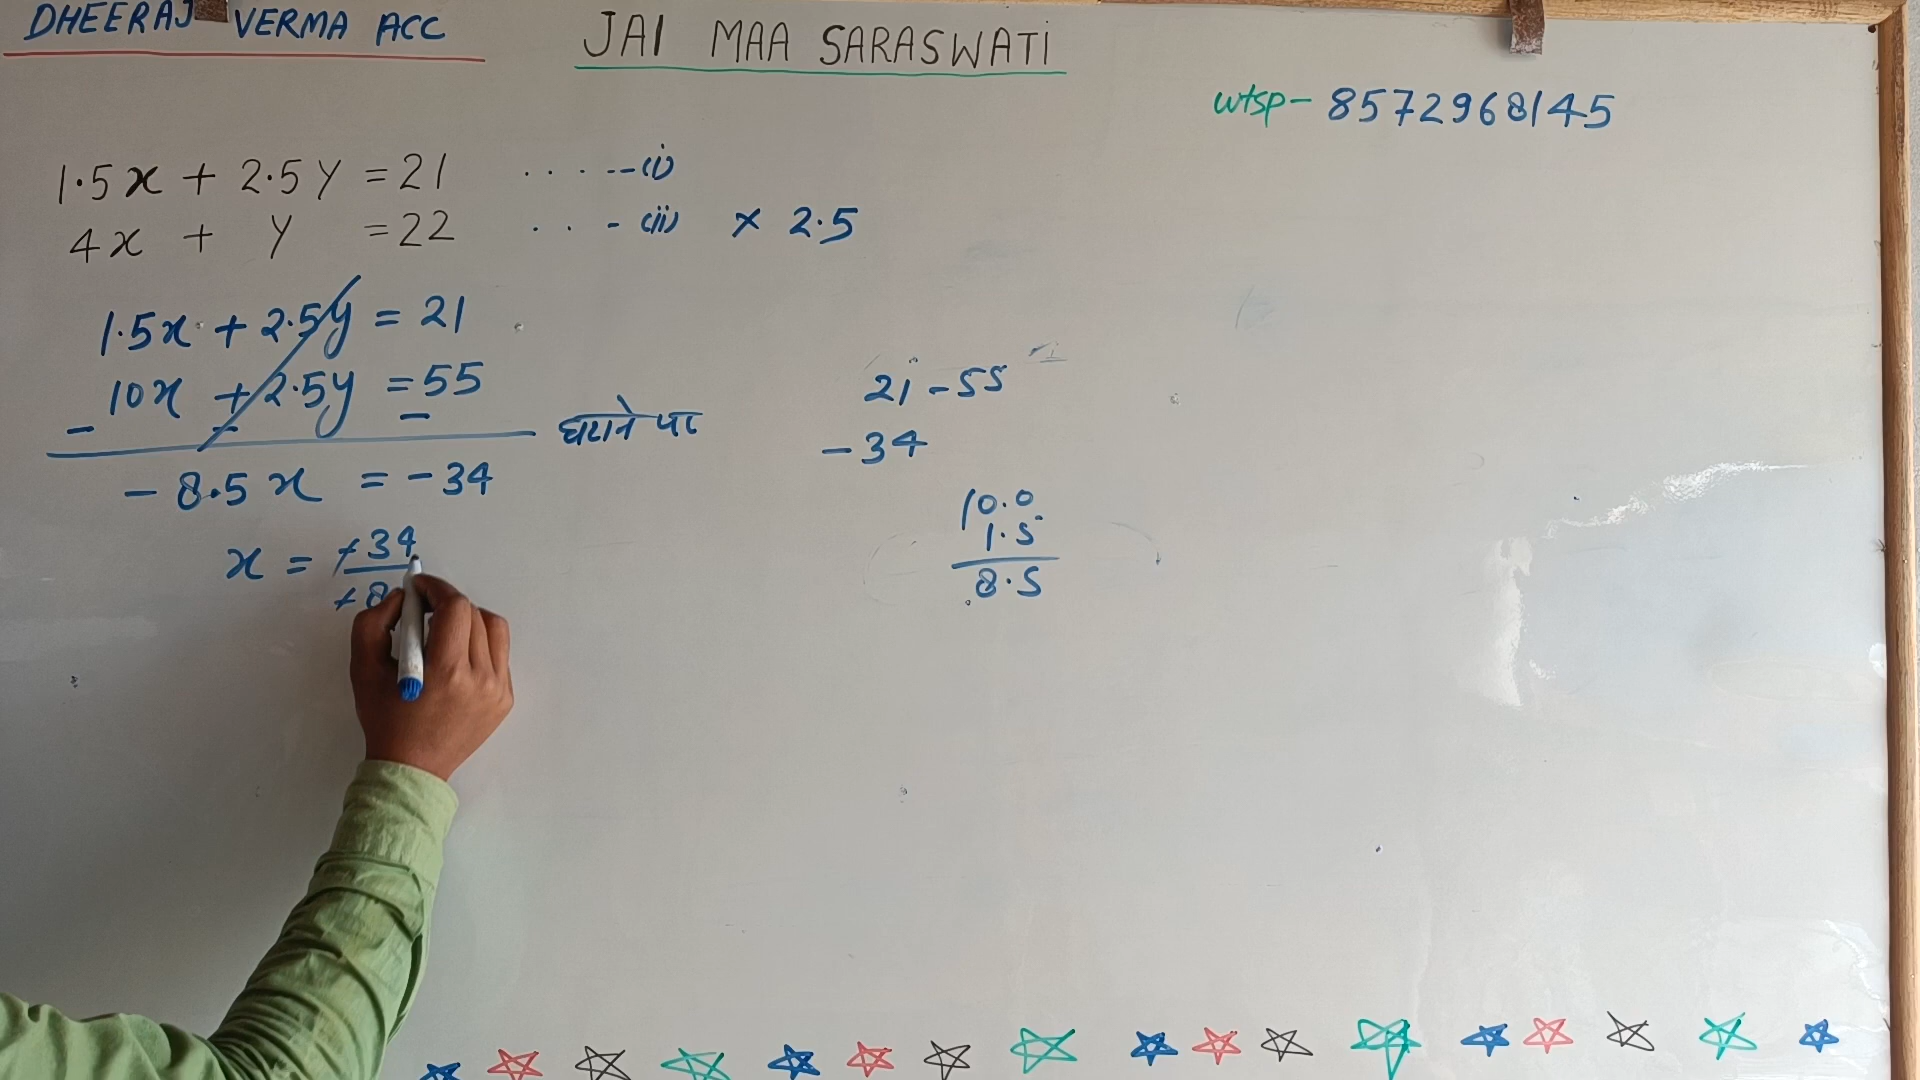 DHEERAJ VERMA ACC
JAI MAA SARASWATI
wtsp- 8572968145
1.5x + 2.5y = 21 .....--(i)
4x + y = 22 ...-(ii) × 2.5
1.5x + 2.5y = 21
10x + 2.5y = 55
- - -
घटाने पर
- 8.5x = -34
x = -34
-8
21 - 55
-34
10.0
1.5
8.5